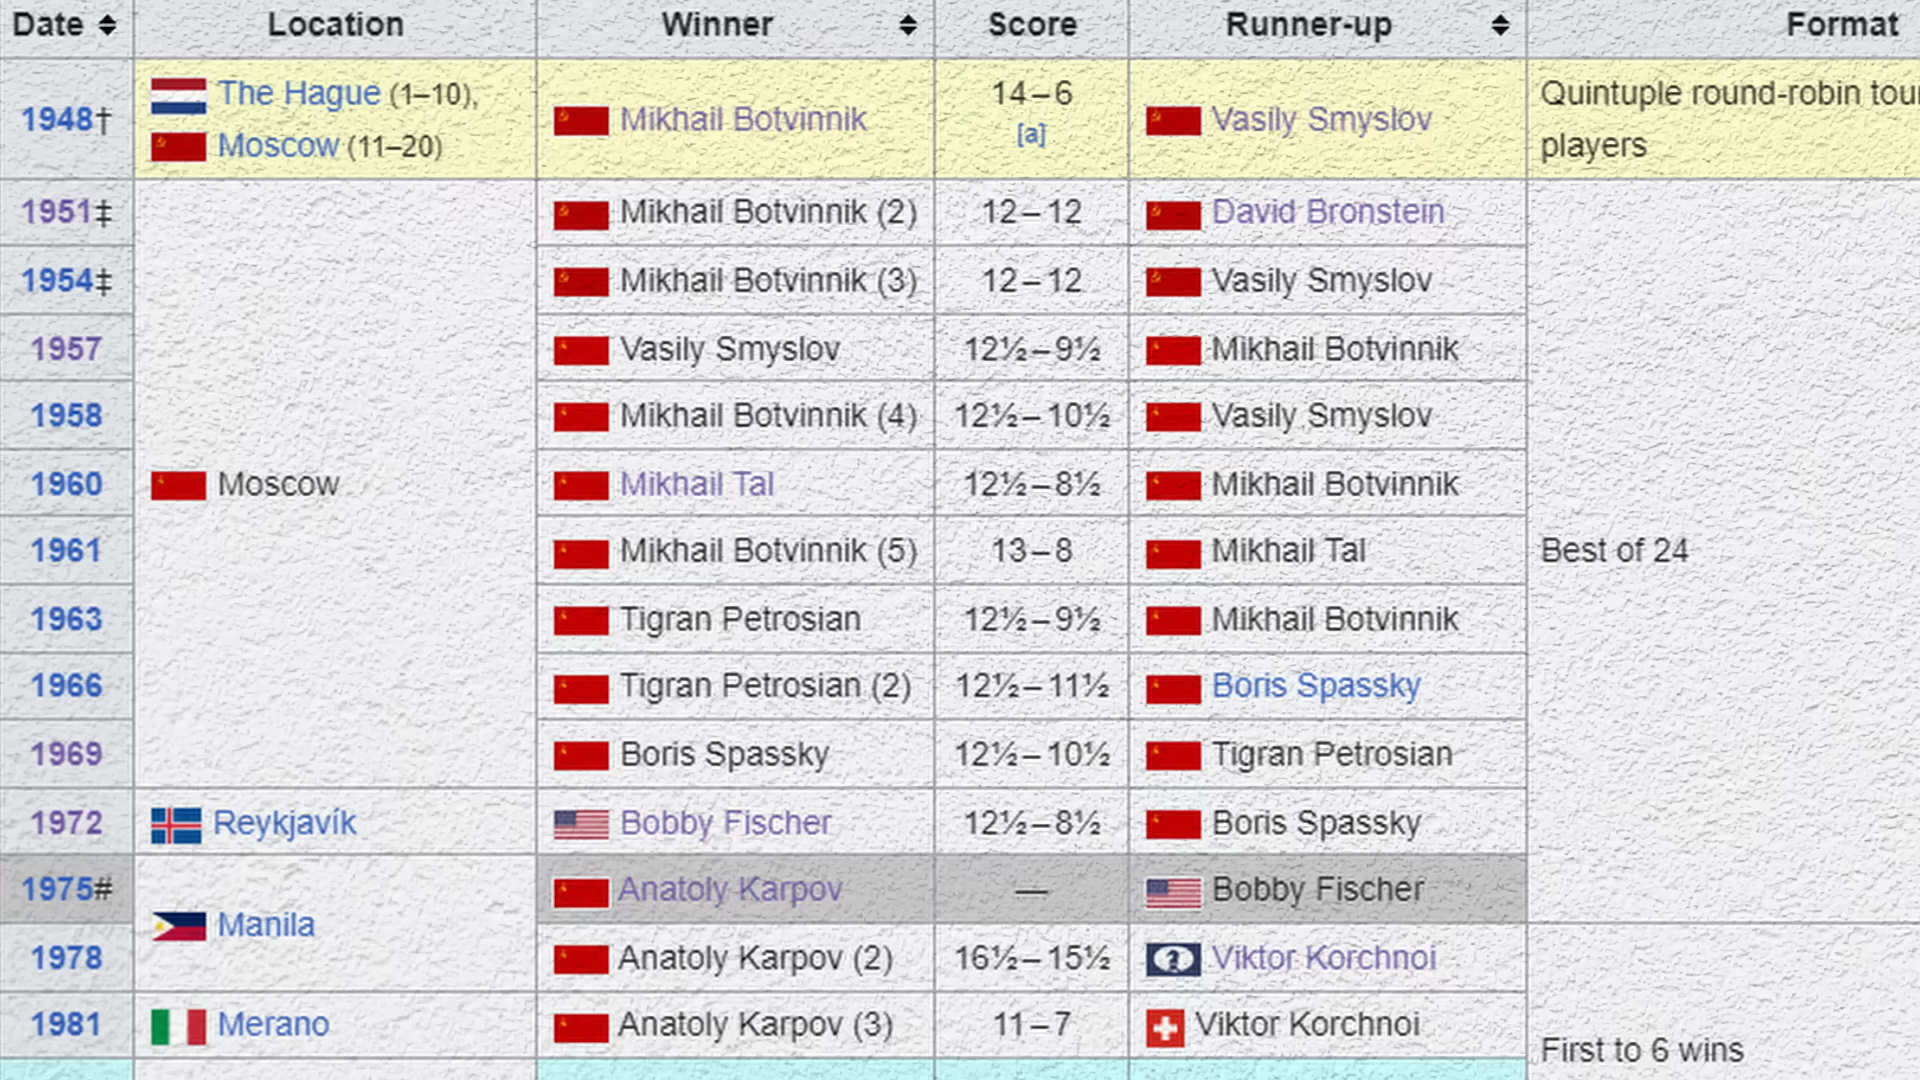 Date Location Winner Score Runner-up Format
1948† The Hague (1–10), Mikhail Botvinnik 14 – 6 Vasily Smyslov Quintuple round-robin tour
Moscow (11–20) [a] players
1951‡ Mikhail Botvinnik (2) 12 – 12 David Bronstein
1954‡ Mikhail Botvinnik (3) 12 – 12 Vasily Smyslov
1957 Vasily Smyslov 12½ – 9½ Mikhail Botvinnik
1958 Mikhail Botvinnik (4) 12½ – 10½ Vasily Smyslov
1960 Moscow Mikhail Tal 12½ – 8½ Mikhail Botvinnik
1961 Mikhail Botvinnik (5) 13 – 8 Mikhail Tal Best of 24
1963 Tigran Petrosian 12½ – 9½ Mikhail Botvinnik
1966 Tigran Petrosian (2) 12½ – 11½ Boris Spassky
1969 Boris Spassky 12½ – 10½ Tigran Petrosian
1972 Reykjavík Bobby Fischer 12½ – 8½ Boris Spassky
1975# Anatoly Karpov — Bobby Fischer
Manila
1978 Anatoly Karpov (2) 16½ – 15½ Viktor Korchnoi
1981 Merano Anatoly Karpov (3) 11 – 7 Viktor Korchnoi
First to 6 wins